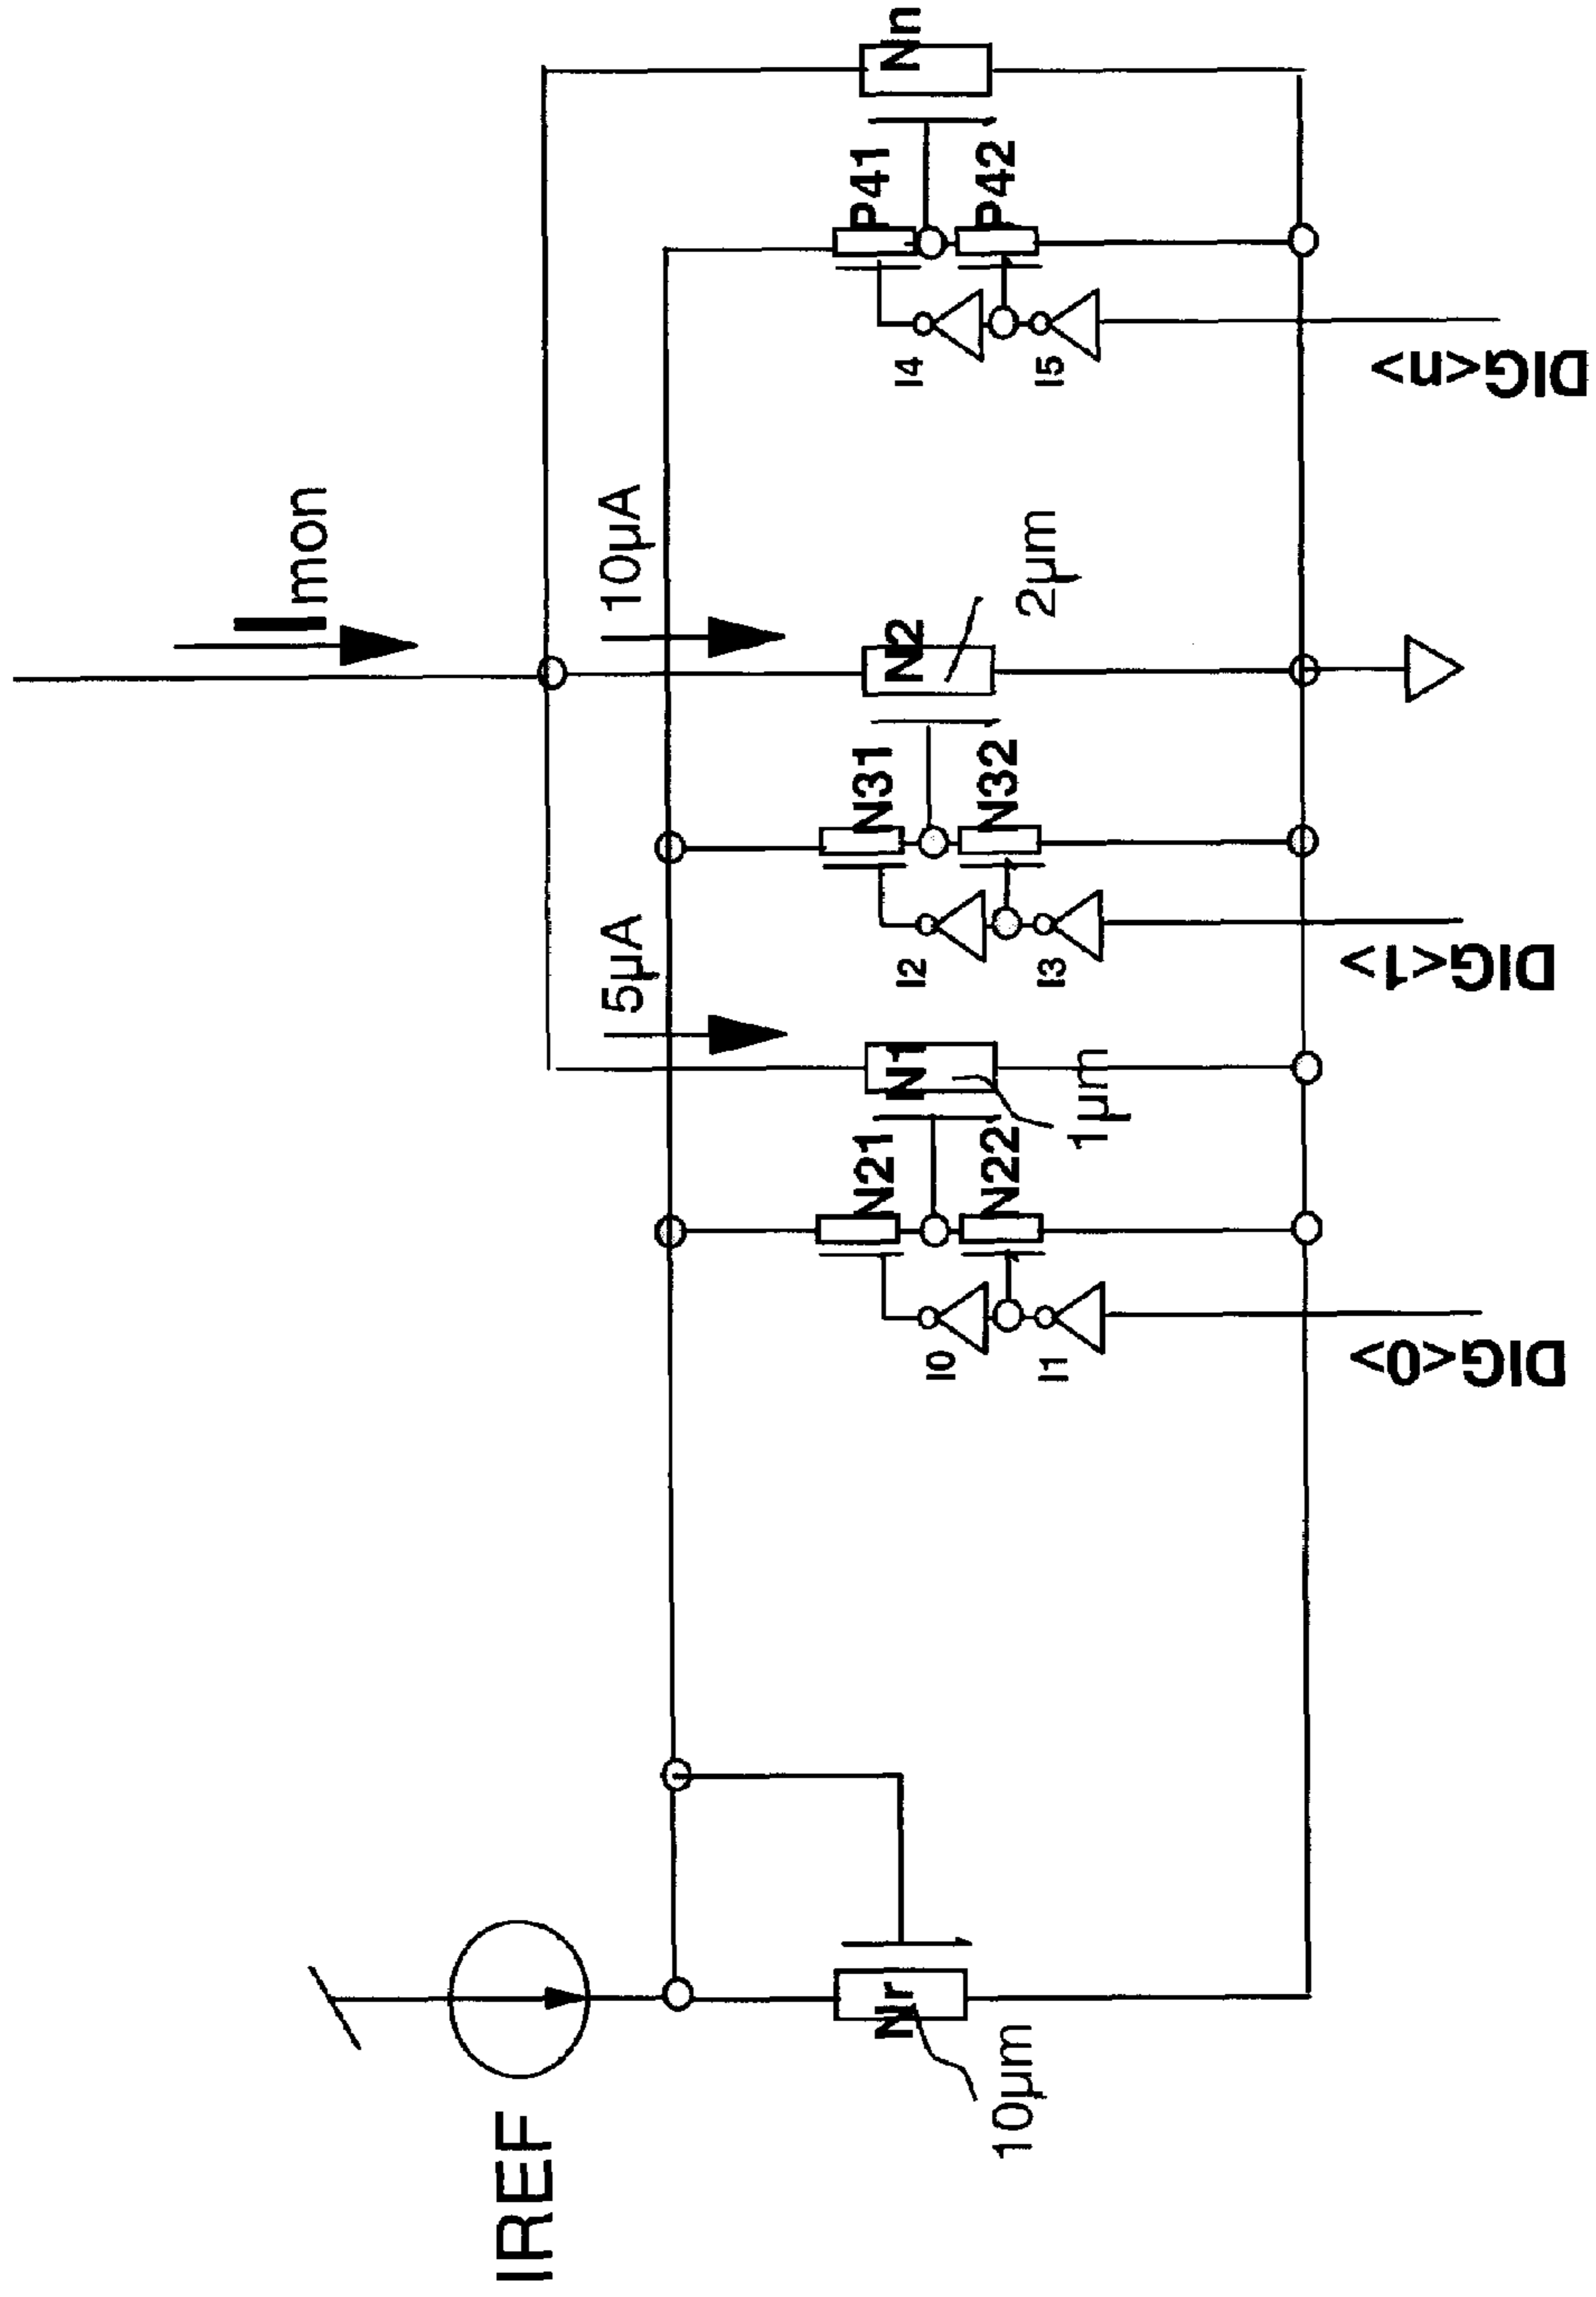 IREF
Nr
10µm
Imon
5µA
10µA
N21
N22
N1
1µm
I0
I1
DIG<0>
N31
N32
N2
2µm
I2
I3
DIG<1>
P41
P42
Nn
I4
I5
DIG<n>